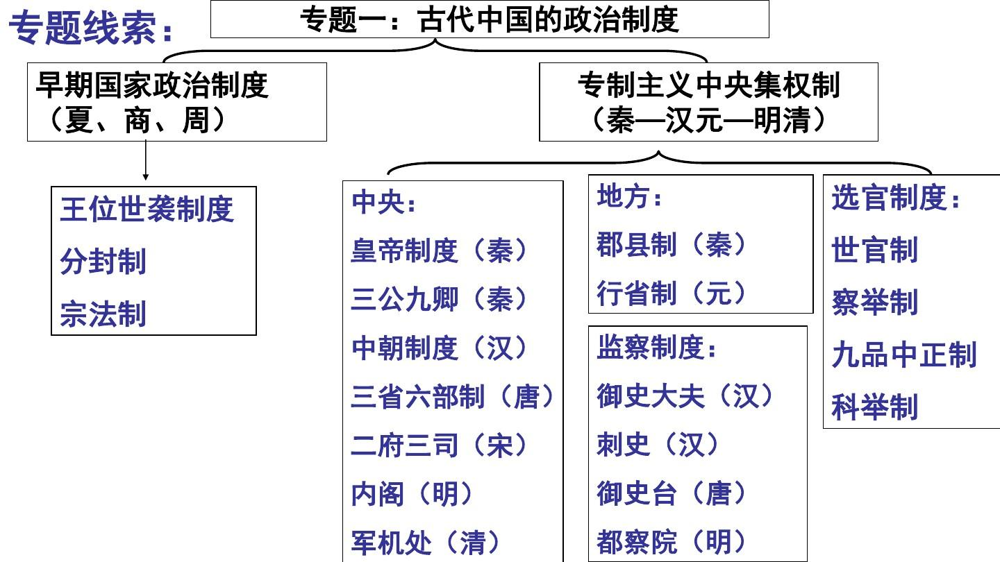 专题线索：
专题一：古代中国的政治制度
早期国家政治制度
（夏、商、周）
专制主义中央集权制
（秦—汉元—明清）
王位世袭制度
分封制
宗法制
中央：
皇帝制度（秦）
三公九卿（秦）
中朝制度（汉）
三省六部制（唐）
二府三司（宋）
内阁（明）
军机处（清）
地方：
郡县制（秦）
行省制（元）
监察制度：
御史大夫（汉）
刺史（汉）
御史台（唐）
都察院（明）
选官制度：
世官制
察举制
九品中正制
科举制